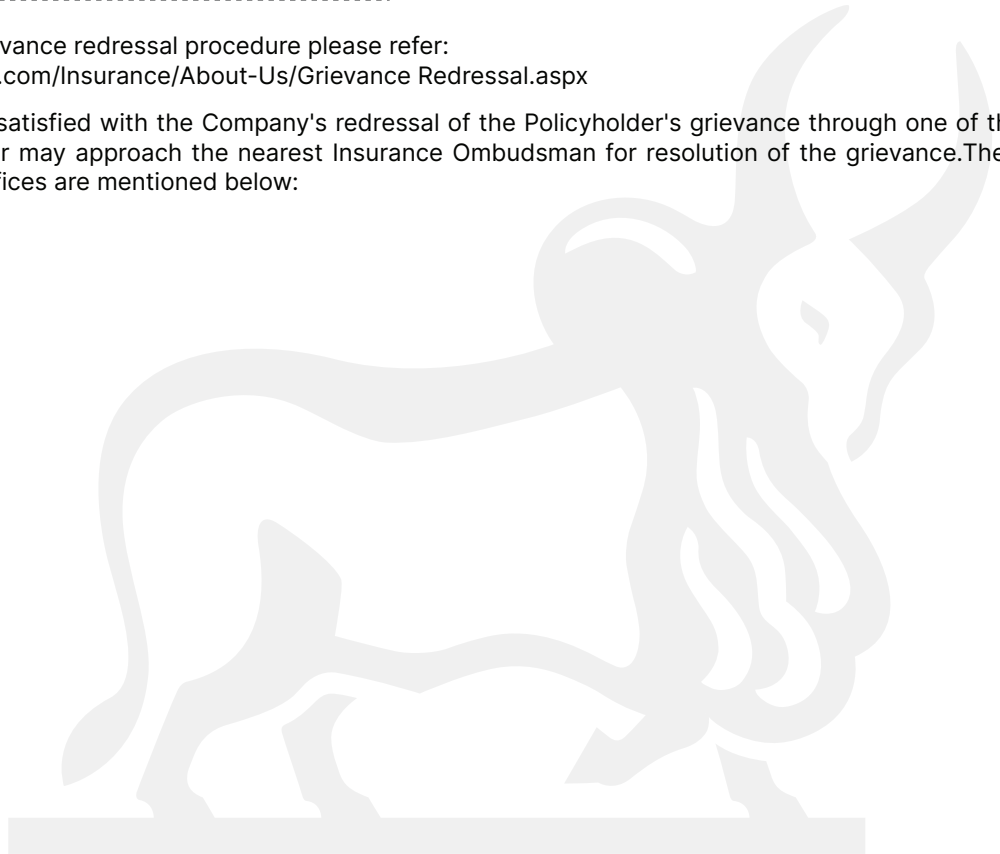 vance redressal procedure please refer:
.com/Insurance/About-Us/Grievance Redressal.aspx
satisfied with the Company's redressal of the Policyholder's grievance through one of th
r may approach the nearest Insurance Ombudsman for resolution of the grievance.The
fices are mentioned below: